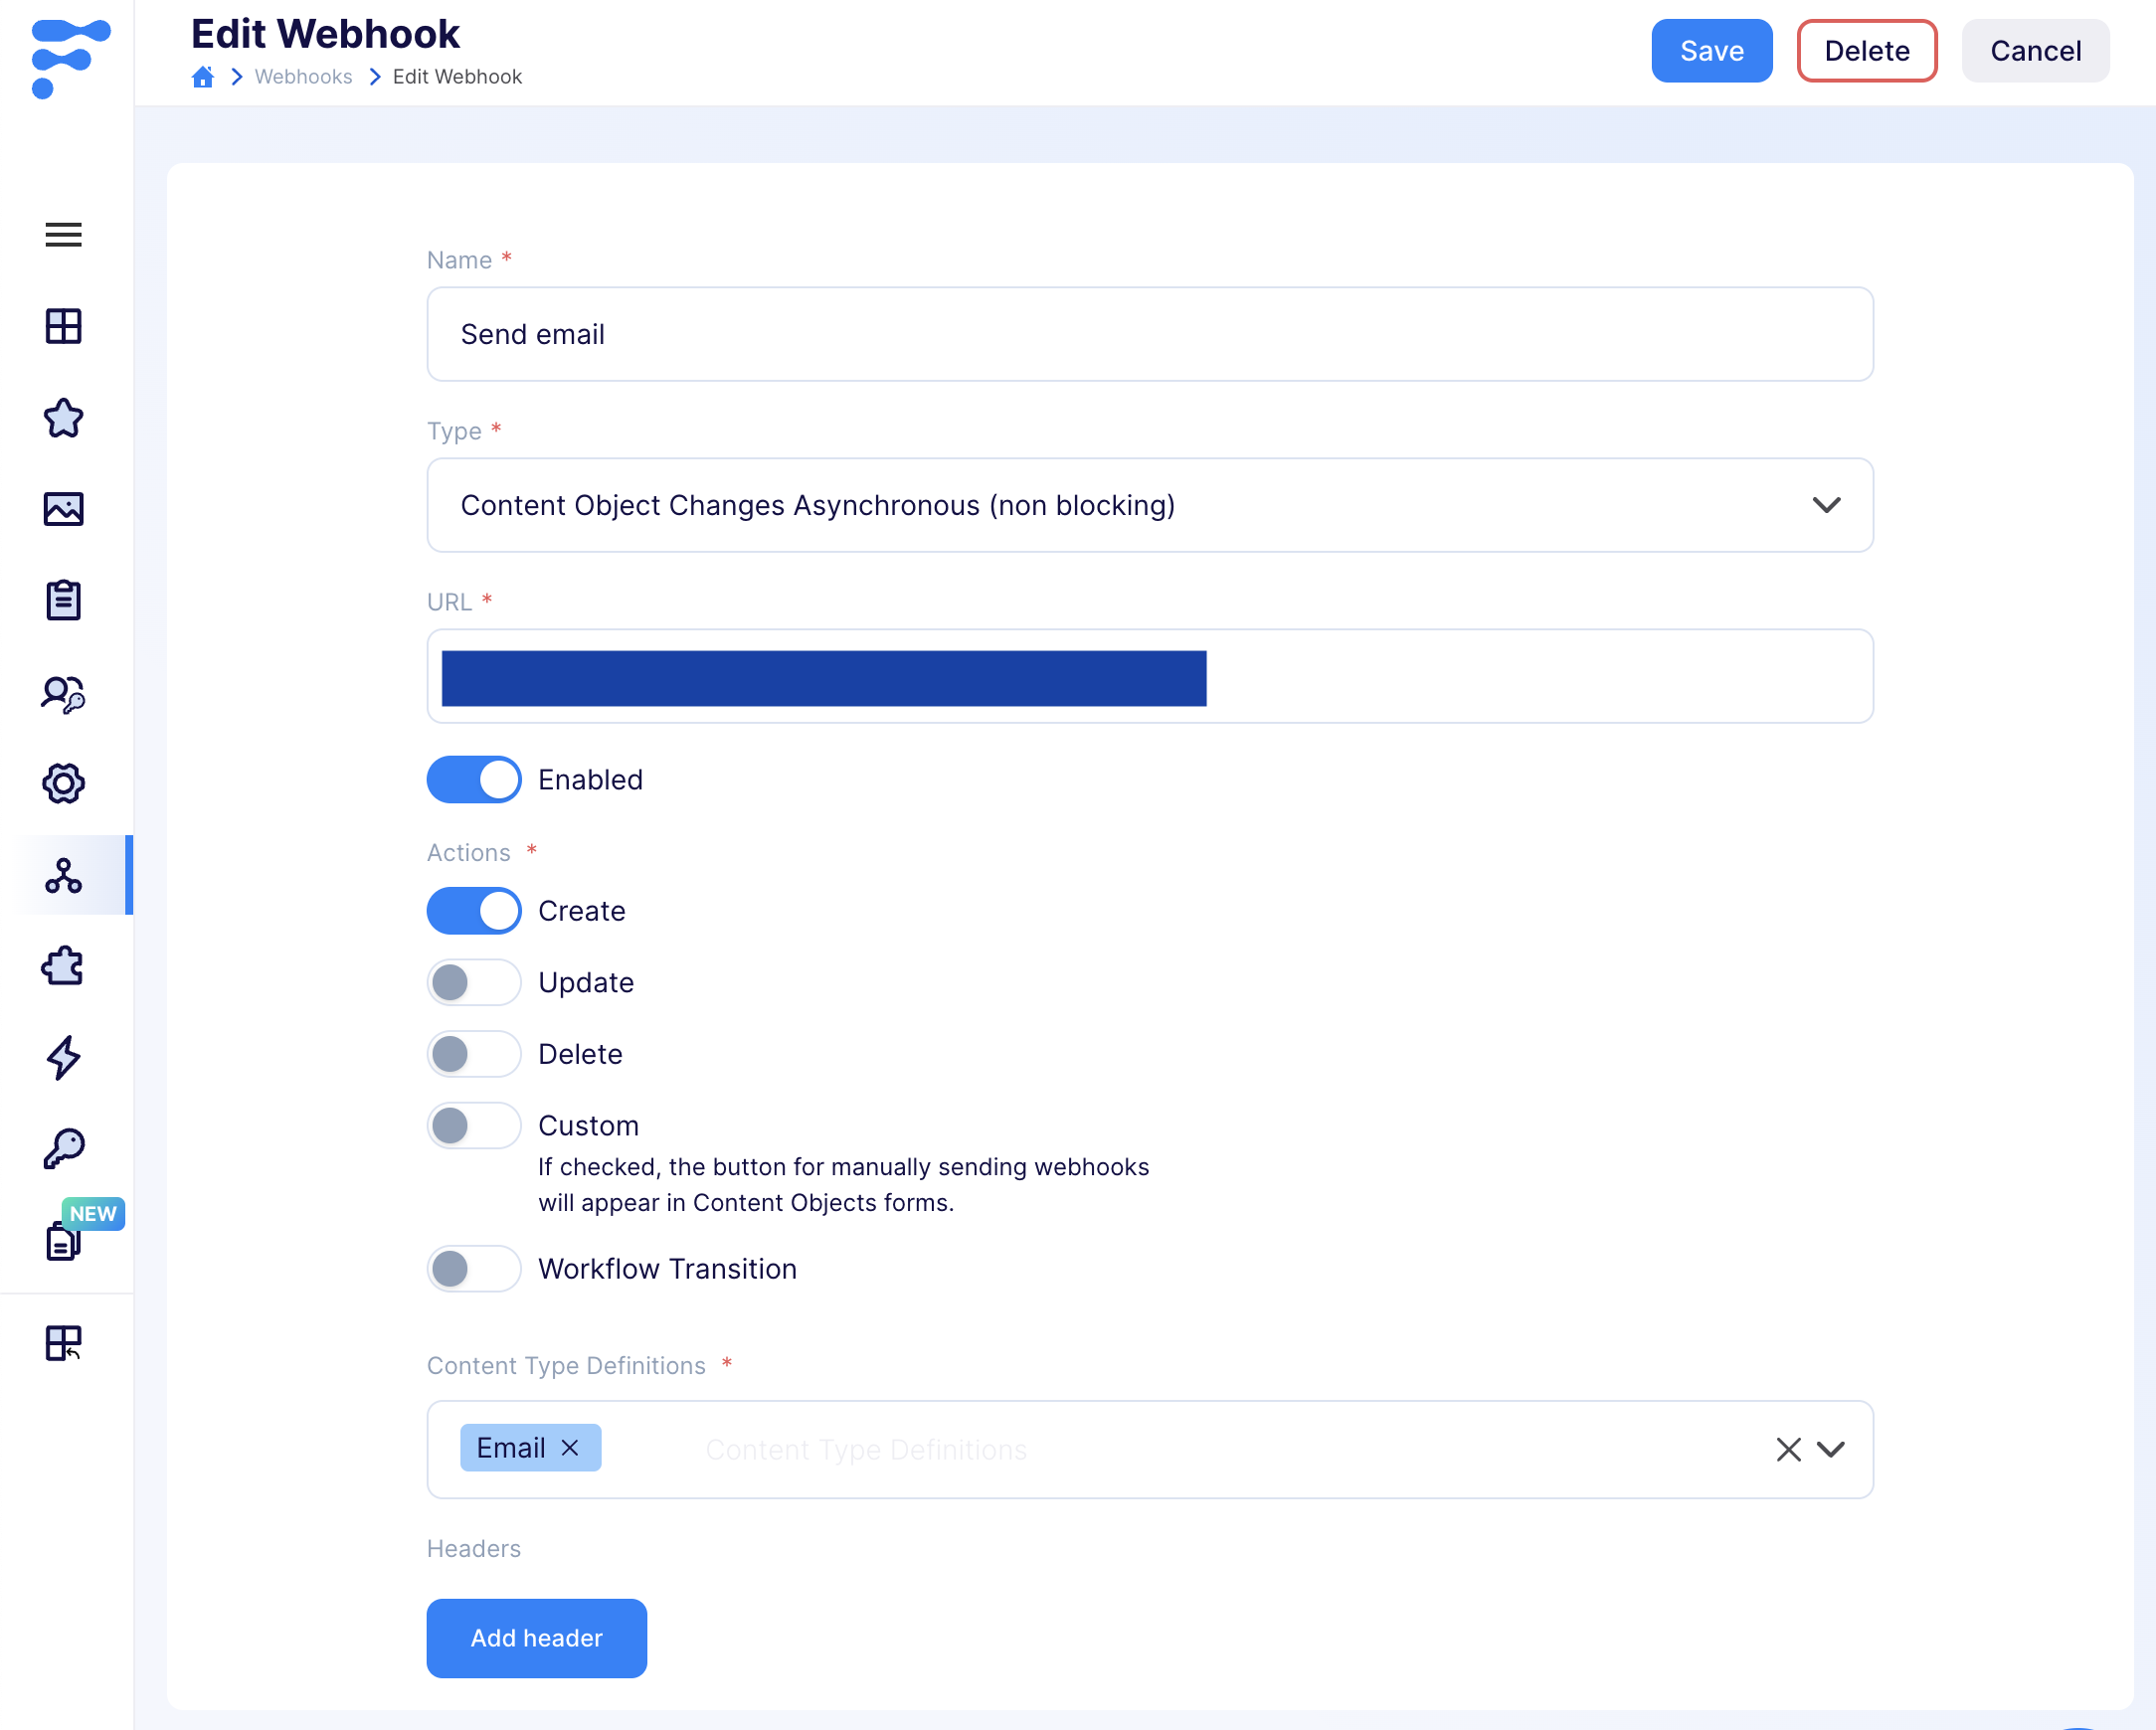 Edit Webhook
Save
Delete
Cancel
Webhooks
Edit Webhook
Name *
Send email
Type *
Content Object Changes Asynchronous (non blocking)
URL *
Enabled
Actions *
Create
Update
Delete
Custom
If checked, the button for manually sending webhooks
will appear in Content Objects forms.
NEW
Workflow Transition
Content Type Definitions *
Email
Content Type Definitions
Headers
Add header